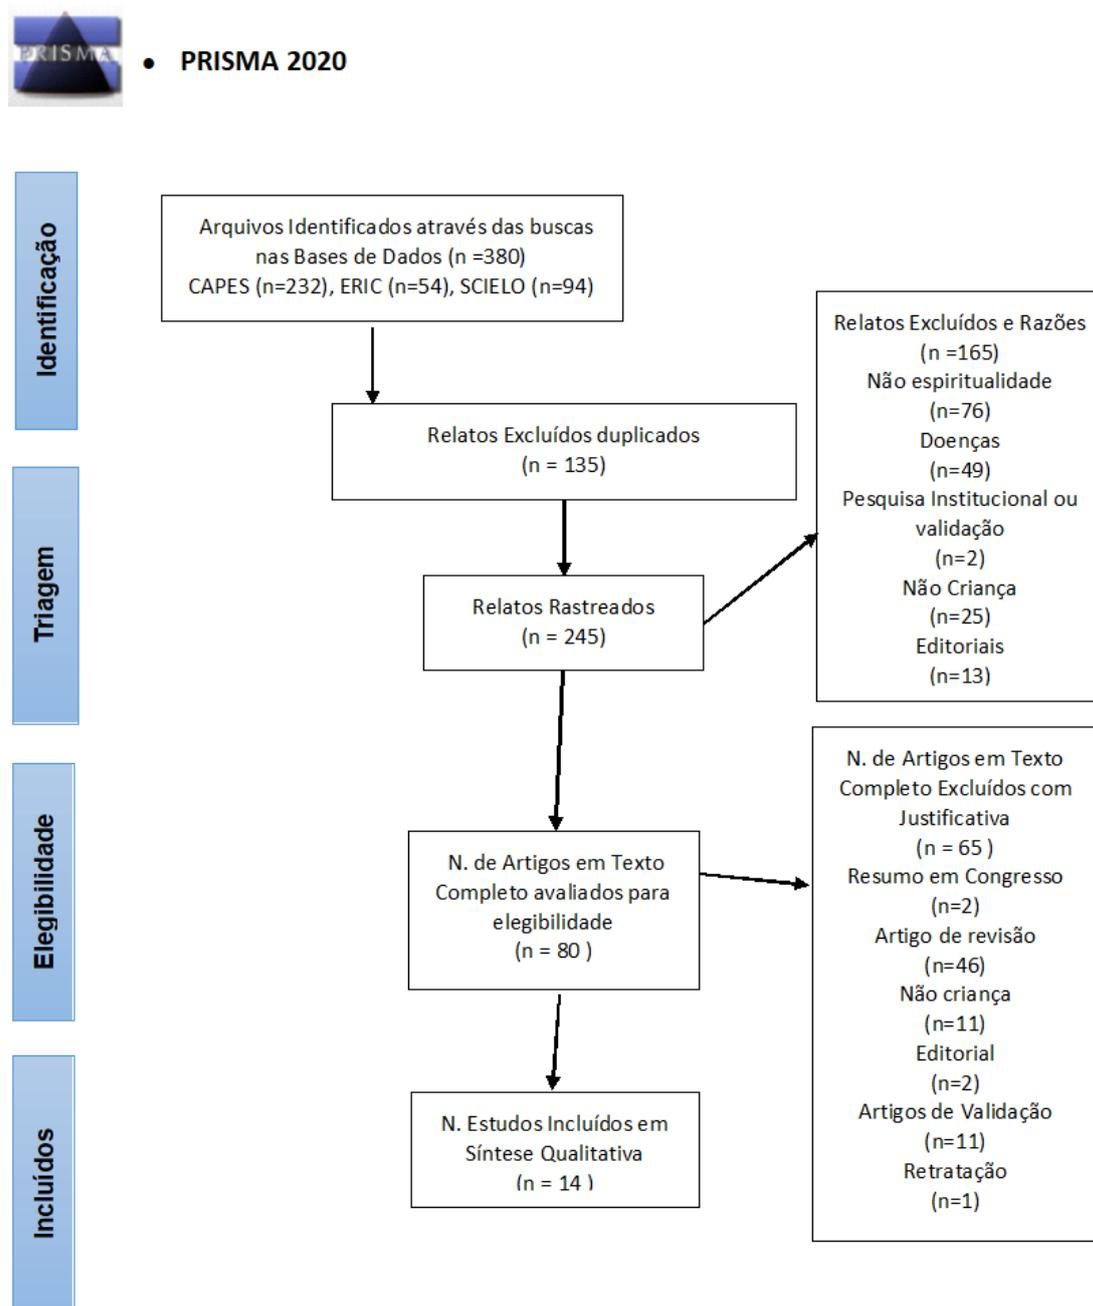 PRISMA
• PRISMA 2020
Identificação
Arquivos Identificados através das buscas
nas Bases de Dados (n =380)
CAPES (n=232), ERIC (n=54), SCIELO (n=94)
Relatos Excluídos duplicados
(n = 135)
Triagem
Relatos Rastreados
(n = 245)
Relatos Excluídos e Razões
(n =165)
Não espiritualidade
(n=76)
Doenças
(n=49)
Pesquisa Institucional ou
validação
(n=2)
Não Criança
(n=25)
Editoriais
(n=13)
Elegibilidade
N. de Artigos em Texto
Completo avaliados para
elegibilidade
(n = 80 )
N. de Artigos em Texto
Completo Excluídos com
Justificativa
(n = 65 )
Resumo em Congresso
(n=2)
Artigo de revisão
(n=46)
Não criança
(n=11)
Editorial
(n=2)
Artigos de Validação
(n=11)
Retratação
(n=1)
Incluídos
N. Estudos Incluídos em
Síntese Qualitativa
(n = 14 )